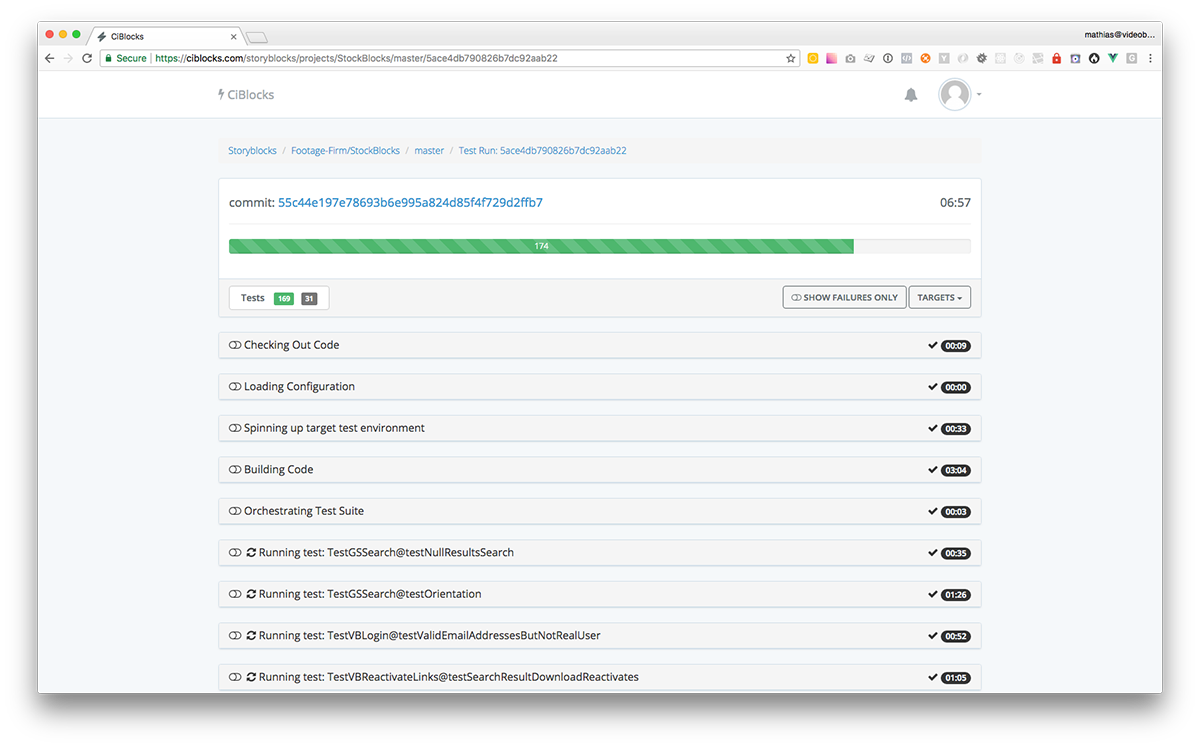 CiBlocks
mathias@videob...
Secure https://ciblocks.com/storyblocks/projects/StockBlocks/master/5ace4db790826b7dc92aab22
CiBlocks
Storyblocks / Footage-Firm/StockBlocks / master / Test Run: 5ace4db790826b7dc92aab22
commit: 55c44e197e78693b6e995a824d85f4f729d2ffb7 06:57
174
Tests 169 31 SHOW FAILURES ONLY TARGETS
Checking Out Code 00:09
Loading Configuration 00:00
Spinning up target test environment 00:33
Building Code 03:04
Orchestrating Test Suite 00:03
Running test: TestGSSearch@testNullResultsSearch 00:35
Running test: TestGSSearch@testOrientation 01:26
Running test: TestVBLogin@testValidEmailAddressesButNotRealUser 00:52
Running test: TestVBReactivateLinks@testSearchResultDownloadReactivates 01:05